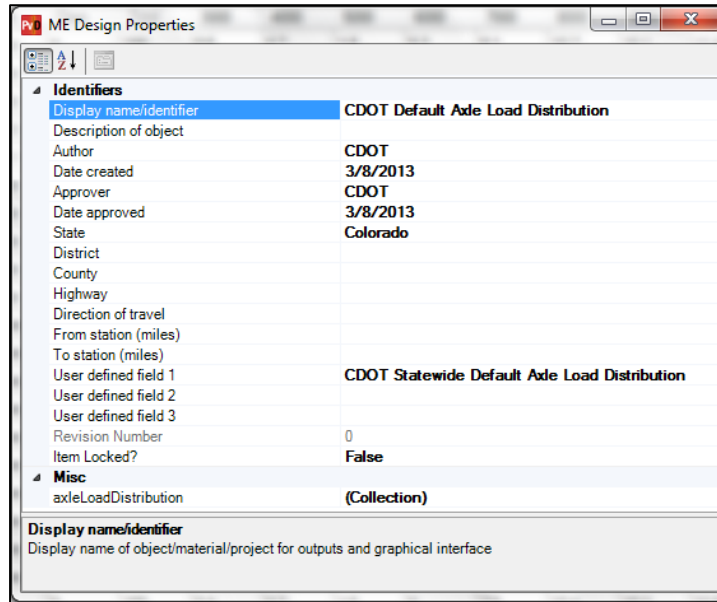 PvD ME Design Properties
Identifiers
Display name/identifier CDOT Default Axle Load Distribution
Description of object
Author CDOT
Date created 3/8/2013
Approver CDOT
Date approved 3/8/2013
State Colorado
District
County
Highway
Direction of travel
From station (miles)
To station (miles)
User defined field 1 CDOT Statewide Default Axle Load Distribution
User defined field 2
User defined field 3
Revision Number 0
Item Locked? False
Misc
axleLoadDistribution (Collection)
Display name/identifier
Display name of object/material/project for outputs and graphical interface